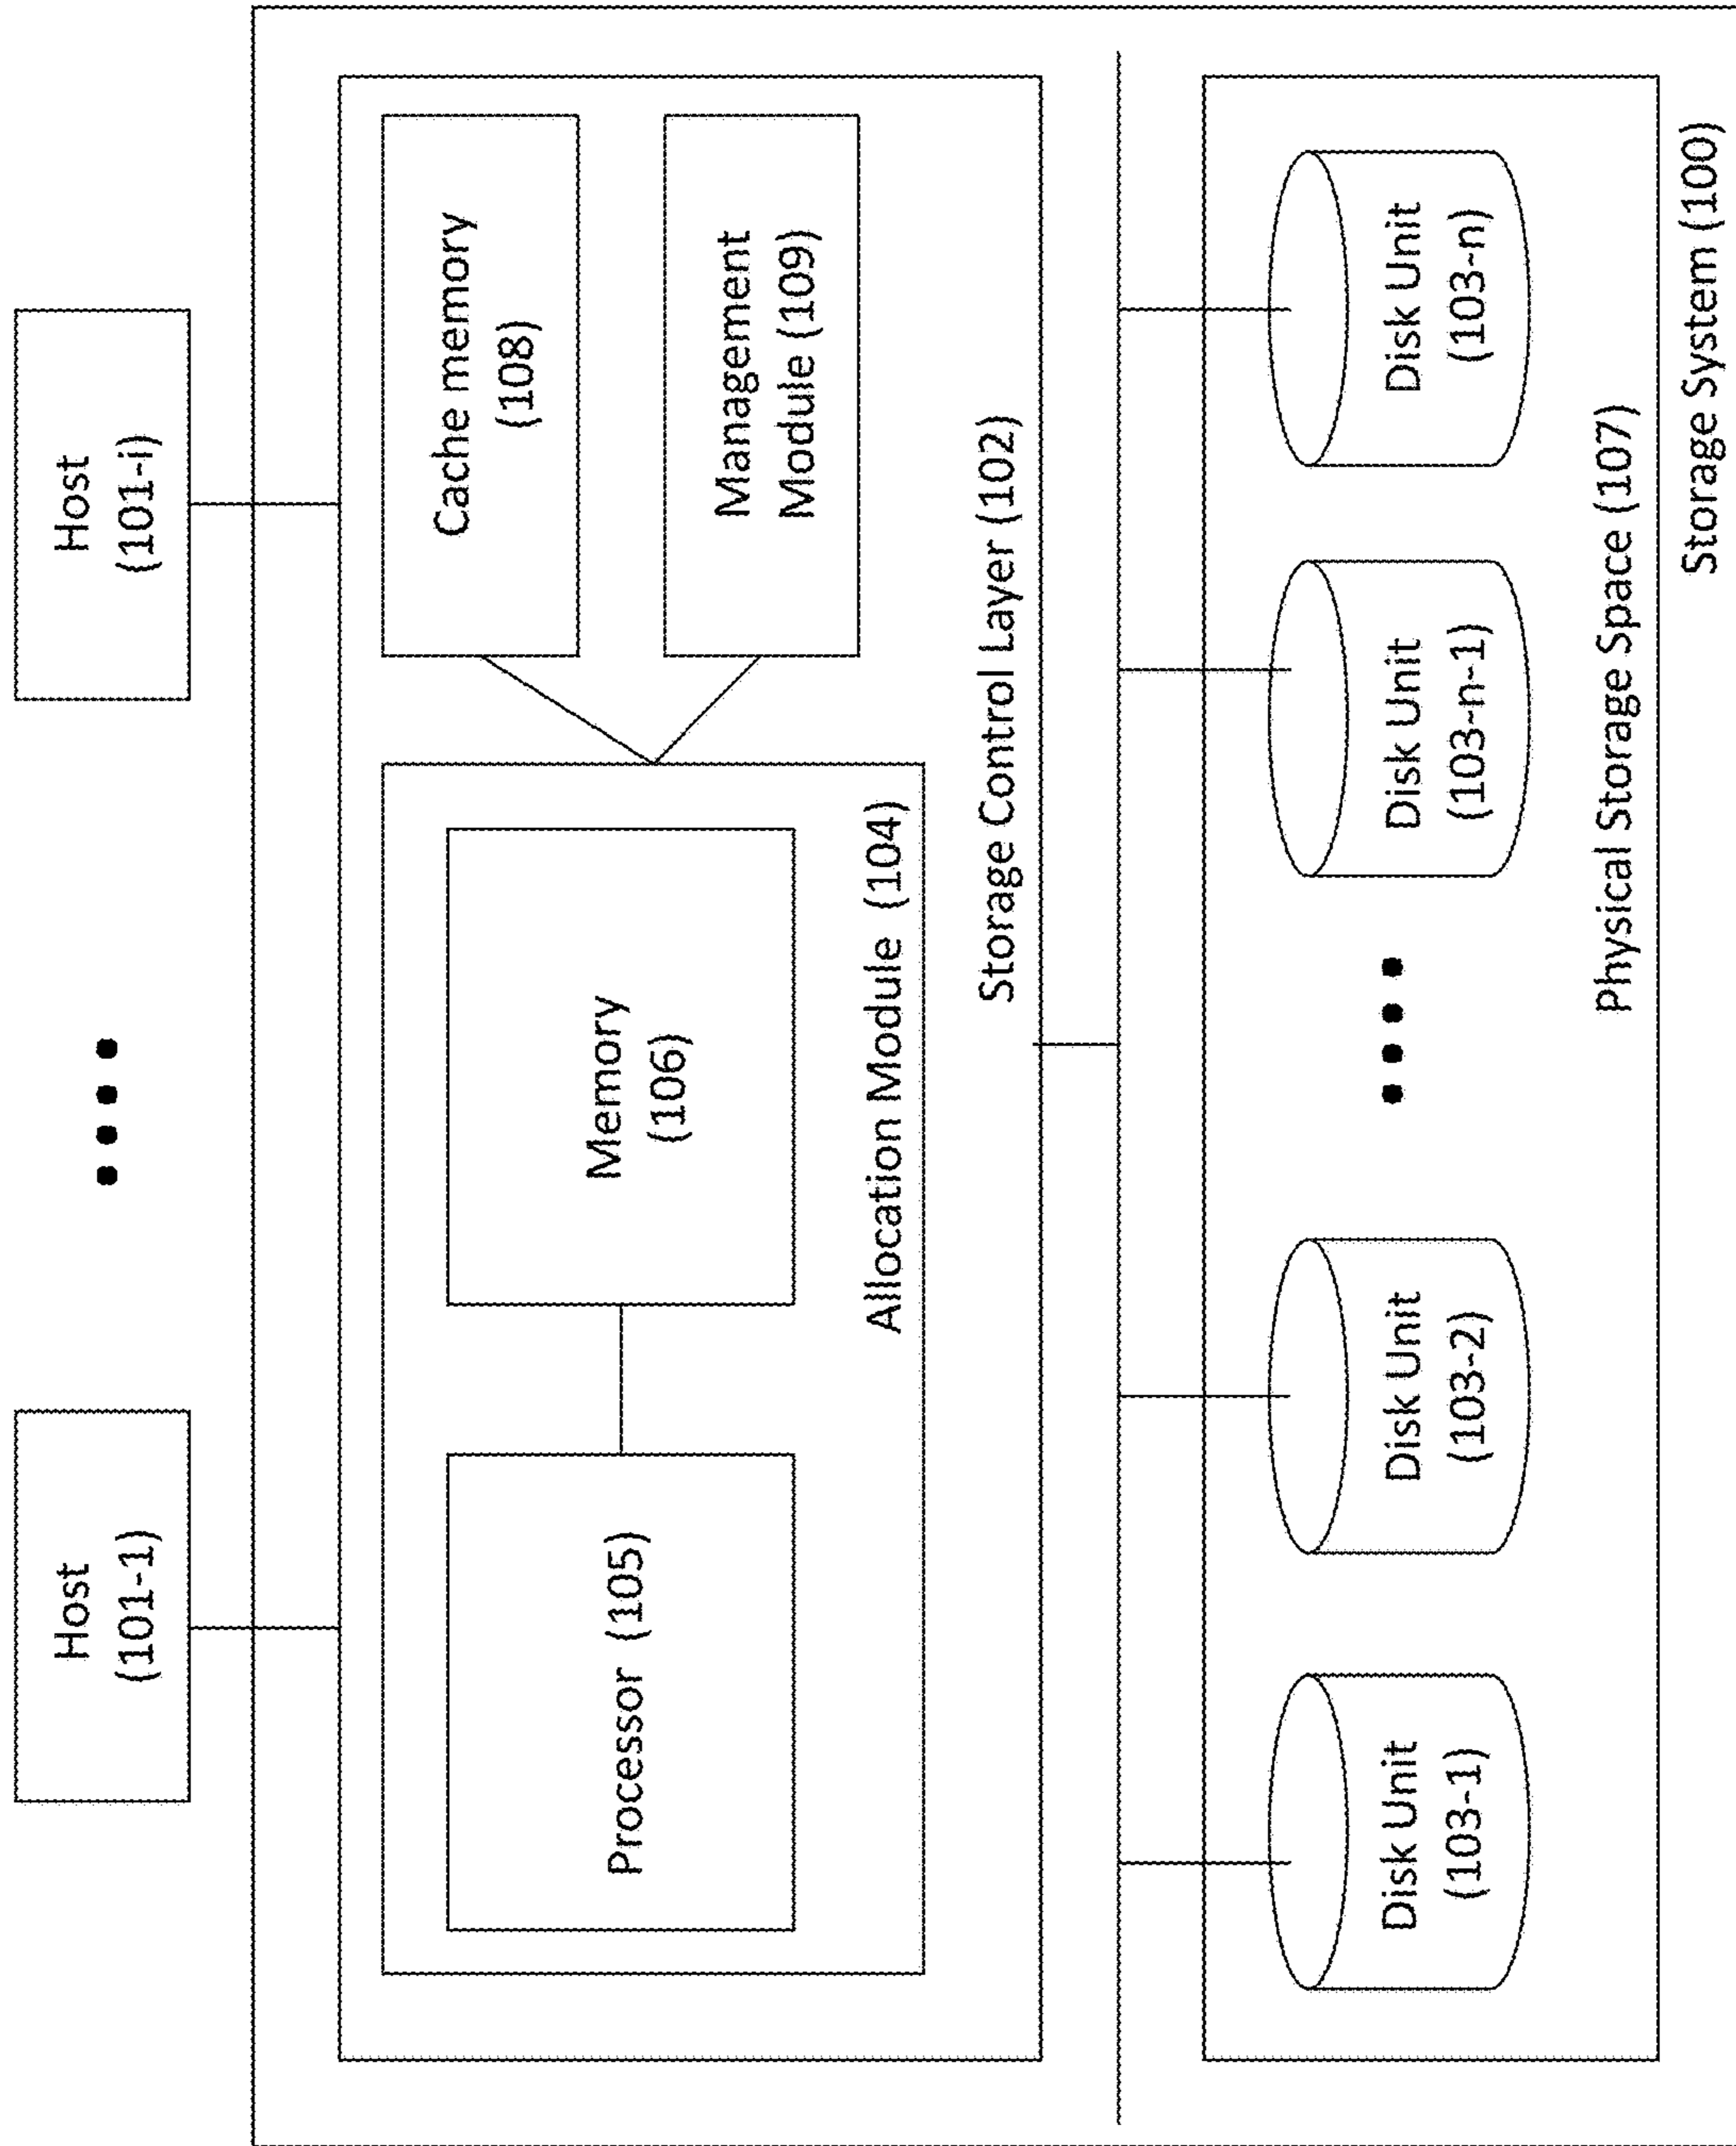 Host
(101-1)
Host
(101-i)
Processor (105)
Memory
(106)
Allocation Module (104)
Cache memory
(108)
Management
Module (109)
Storage Control Layer (102)
Disk Unit
(103-1)
Disk Unit
(103-2)
Disk Unit
(103-n-1)
Disk Unit
(103-n)
Physical Storage Space (107)
Storage System (100)